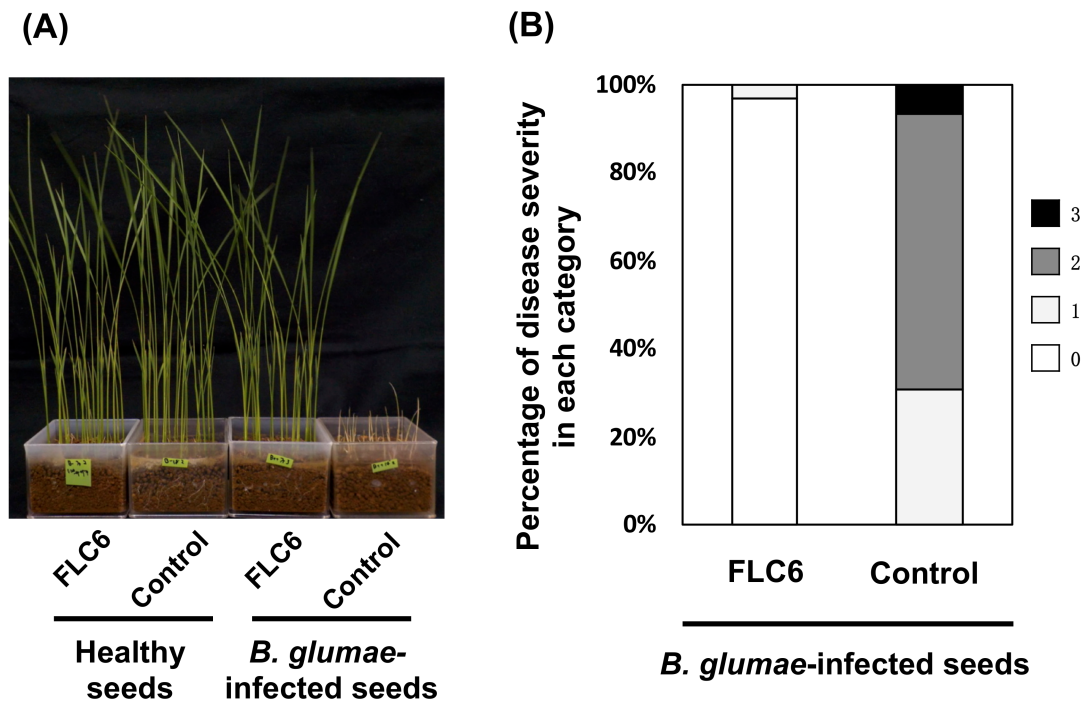 (A)
(B)
FLC6
Control
FLC6
Control
Healthy
seeds
B. glumae-
infected seeds
Percentage of disease severity
in each category
100%
80%
60%
40%
20%
0%
3
2
1
0
FLC6
Control
B. glumae-infected seeds